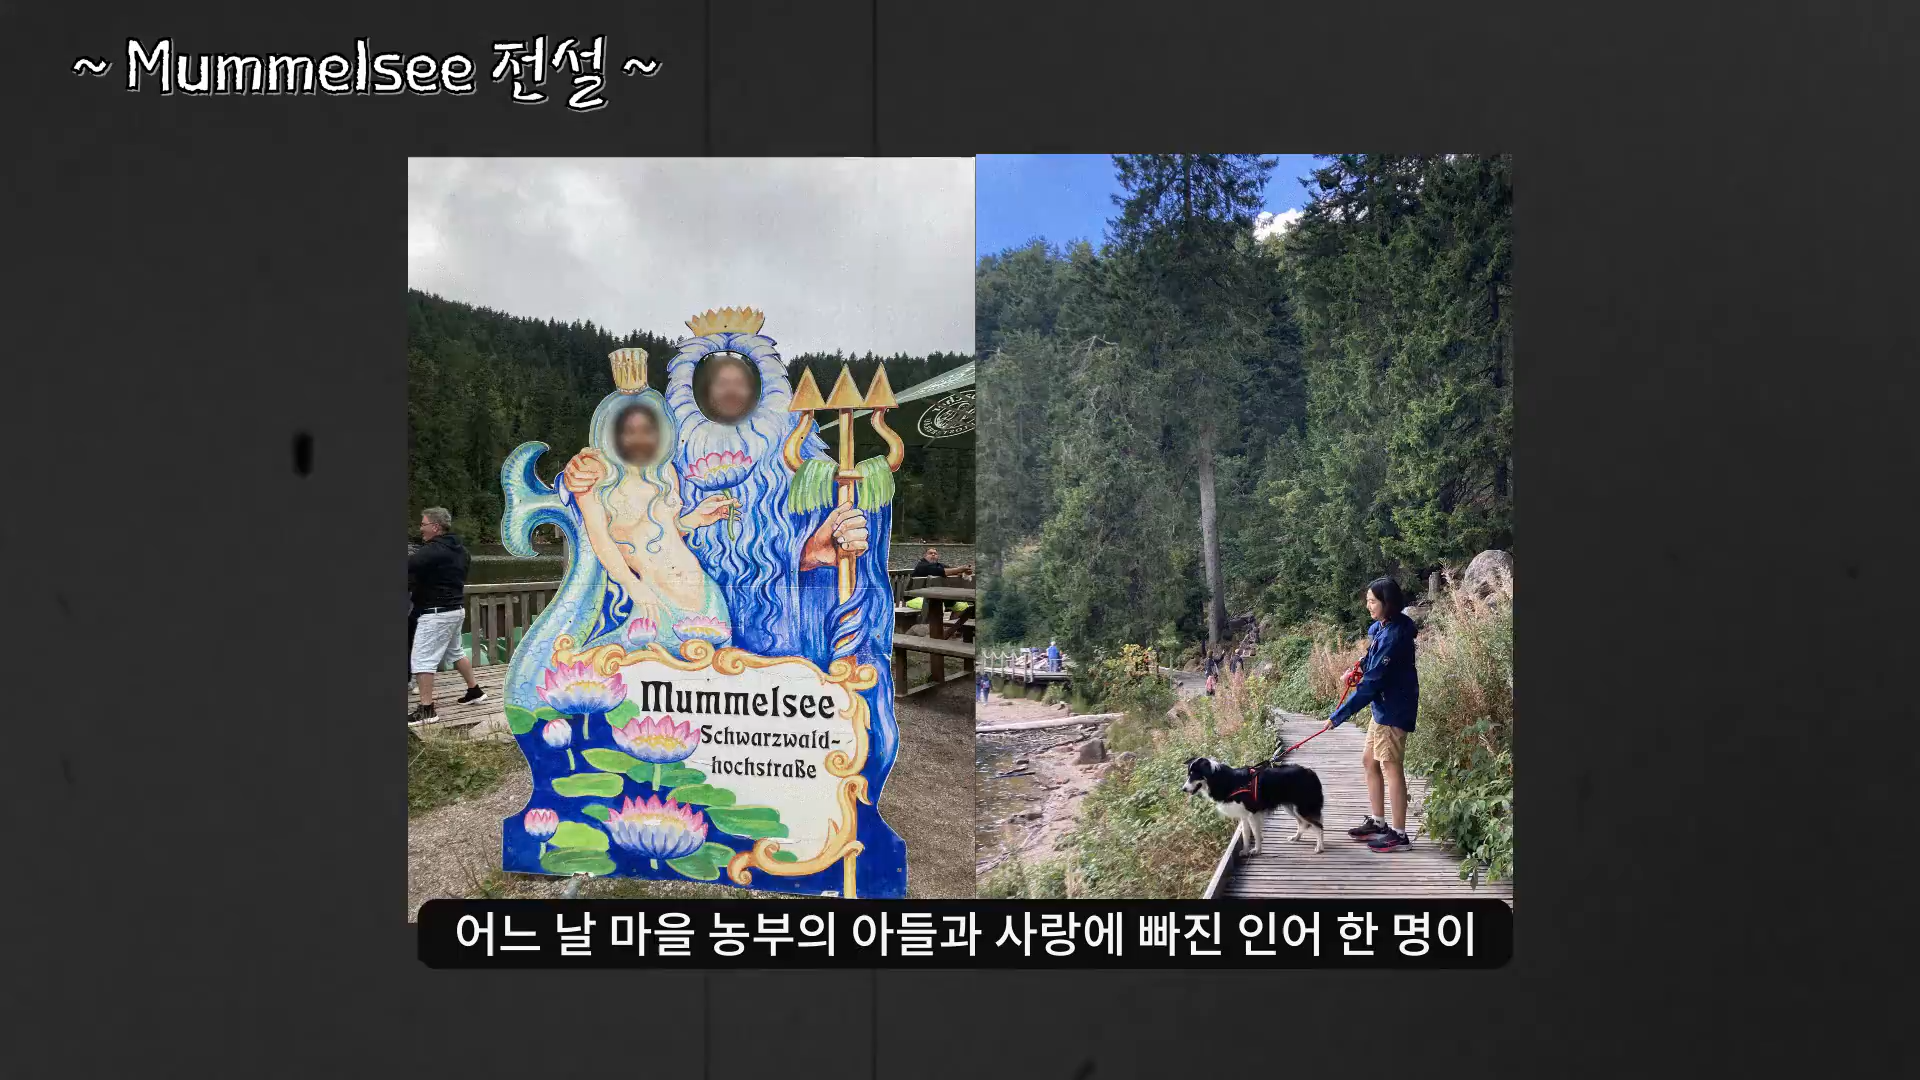 ~ Mummelsee 전설 ~
Mummelsee
Schwarzwald-
hochstraße
어느 날 마을 농부의 아들과 사랑에 빠진 인어 한 명이